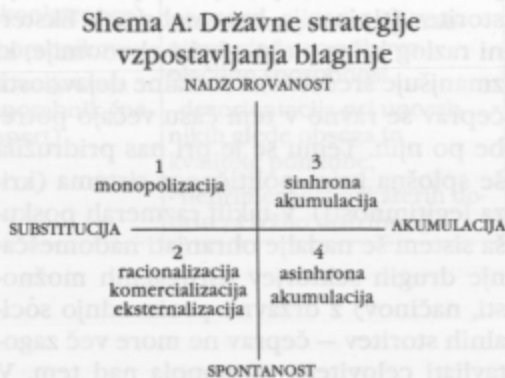 Shema A: Državne strategije
vzpostavljanja blaginje
NADZOROVANOST
1
monopolizacija
3
sinhrona
akumulacija
SUBSTITUCIJA
AKUMULACIJA
2
racionalizacija
komercializacija
eksternalizacija
4
asinhrona
akumulacija
SPONTANOST